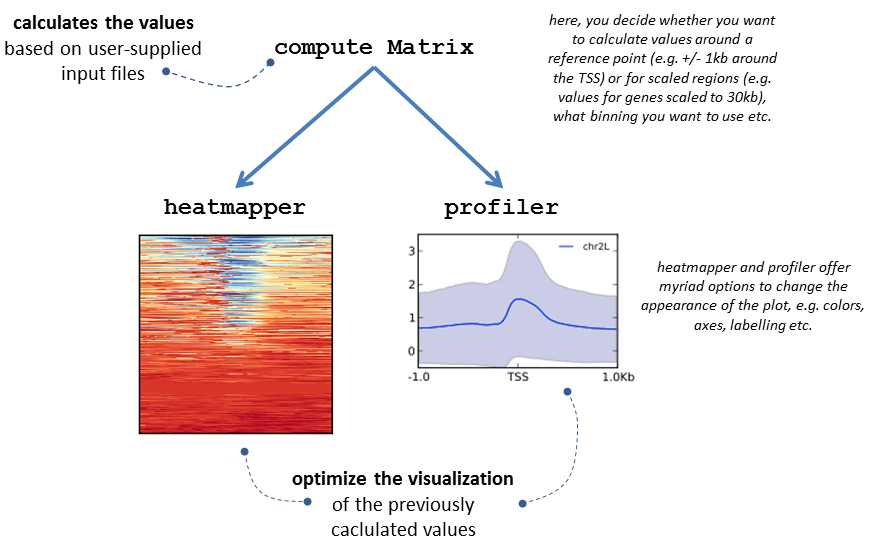 calculates the values
based on user-supplied
input files
compute Matrix
here, you decide whether you want
to calculate values around a
reference point (e.g. +/- 1kb around
the TSS) or for scaled regions (e.g.
values for genes scaled to 30kb),
what binning you want to use etc.
heatmapper
profiler
3
2
1
0
chr2L
-1.0
TSS
1.0Kb
heatmapper and profiler offer
myriad options to change the
appearance of the plot, e.g. colors,
axes, labelling etc.
optimize the visualization
of the previously
caclulated values